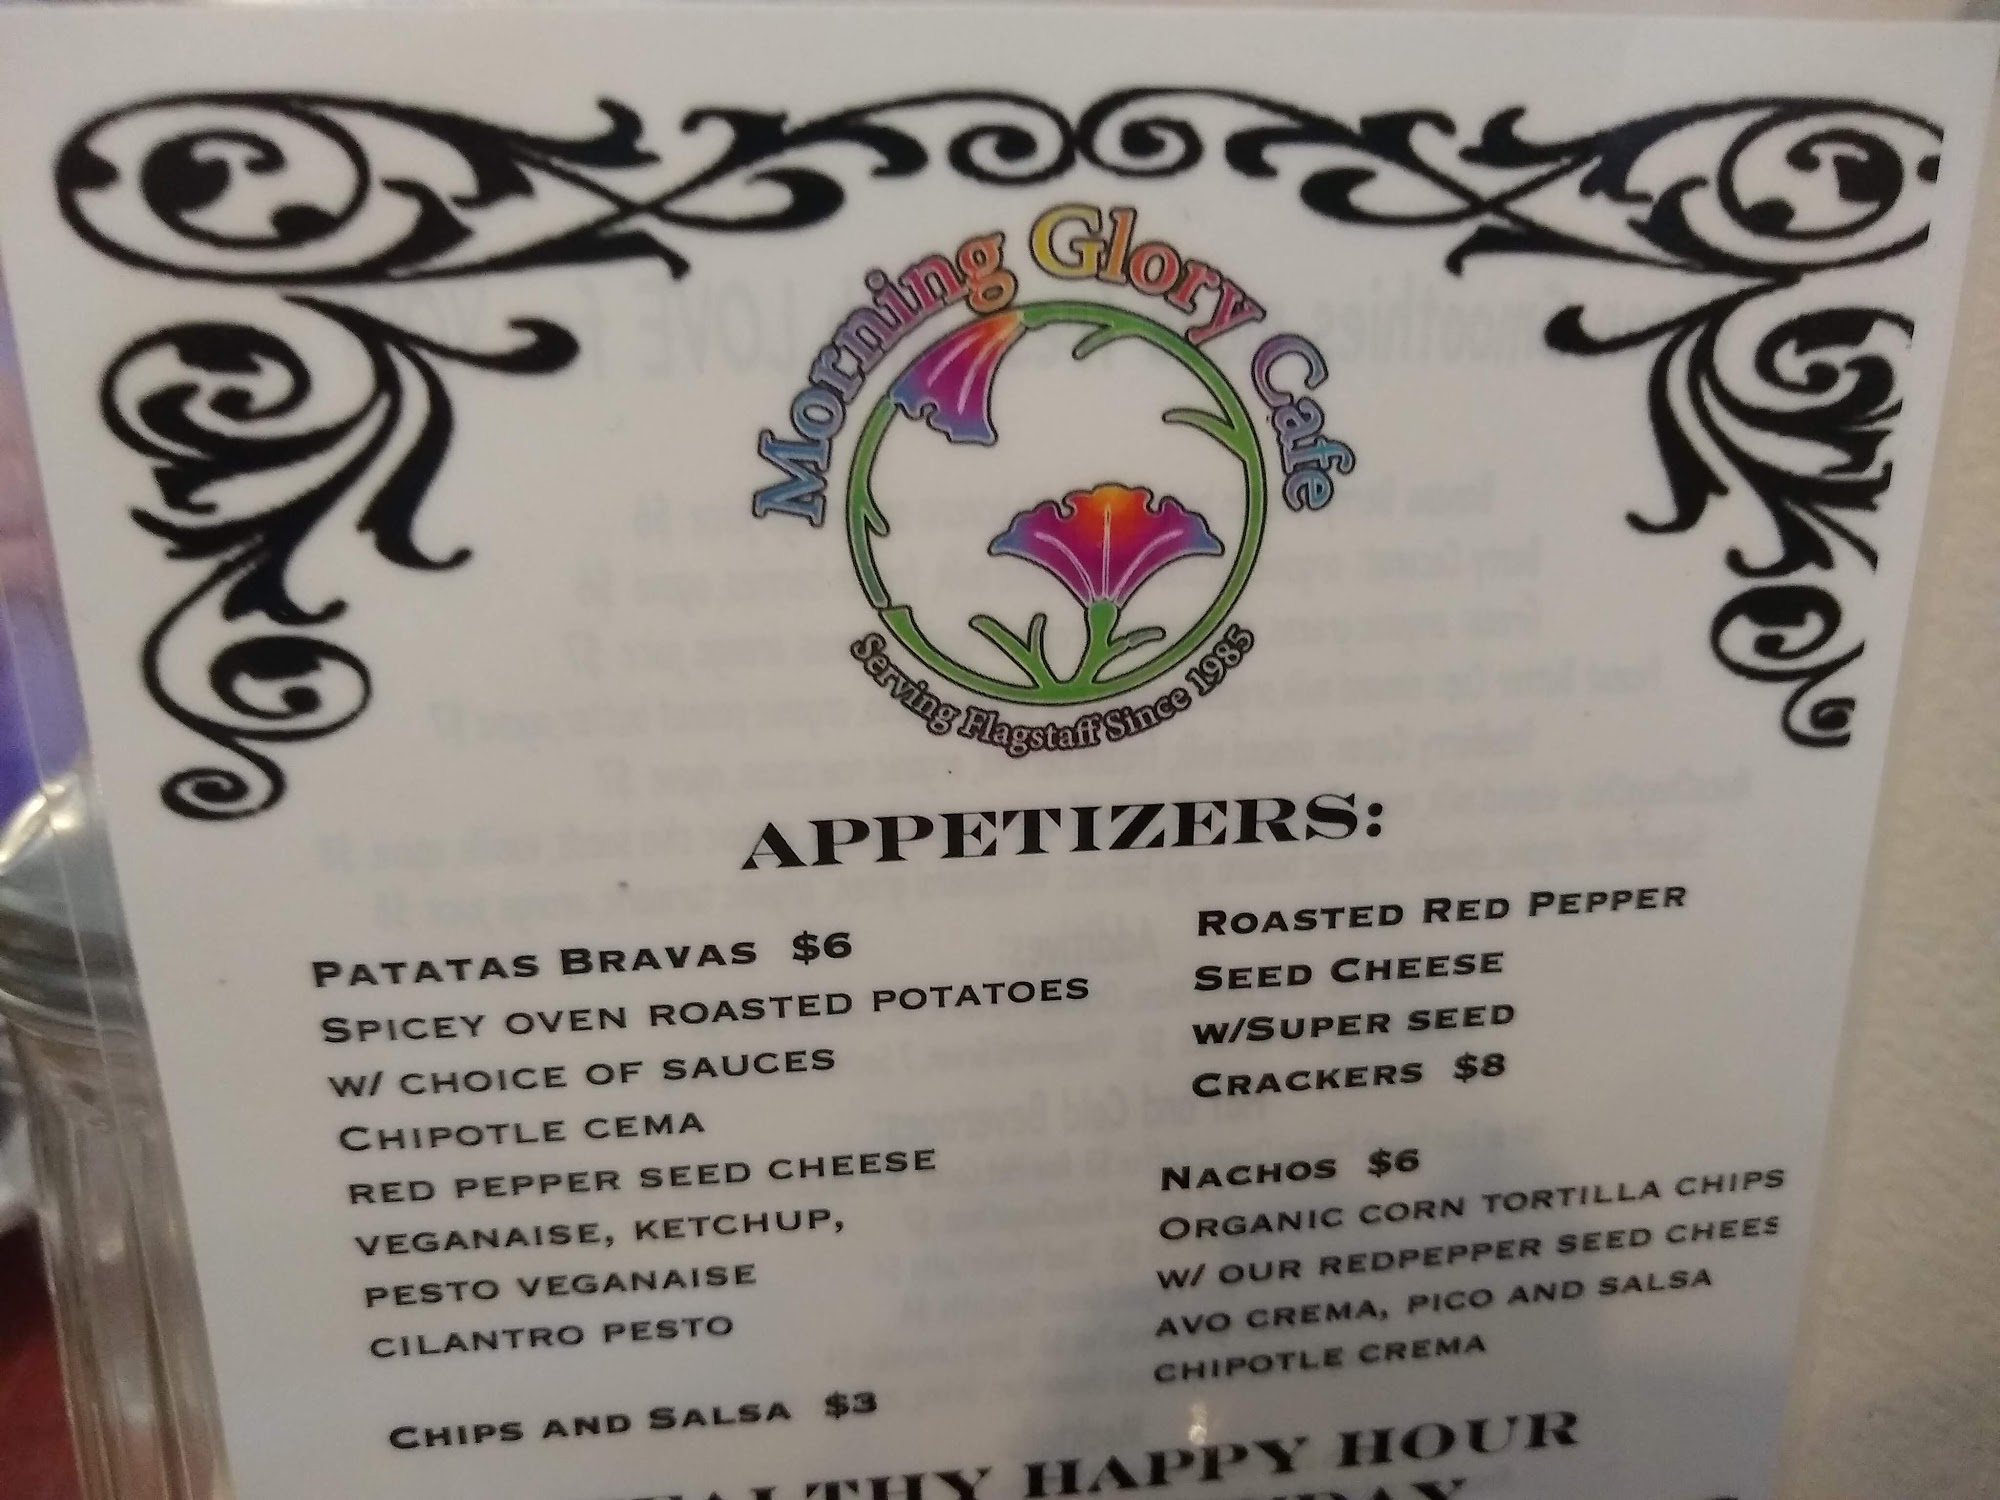 Morning Glory Cafe
Serving Flagstaff Since 1985
APPETIZERS:
PATATAS BRAVAS $6
SPICEY OVEN ROASTED POTATOES
W/ CHOICE OF SAUCES
CHIPOTLE CEMA
RED PEPPER SEED CHEESE
VEGANAISE, KETCHUP,
PESTO VEGANAISE
CILANTRO PESTO
CHIPS AND SALSA $3
ROASTED RED PEPPER
SEED CHEESE
W/SUPER SEED
CRACKERS $8
NACHOS $6
ORGANIC CORN TORTILLA CHIPS
W/ OUR REDPEPPER SEED CHEES
AVO CREMA, PICO AND SALSA
CHIPOTLE CREMA
HAPPY HOUR